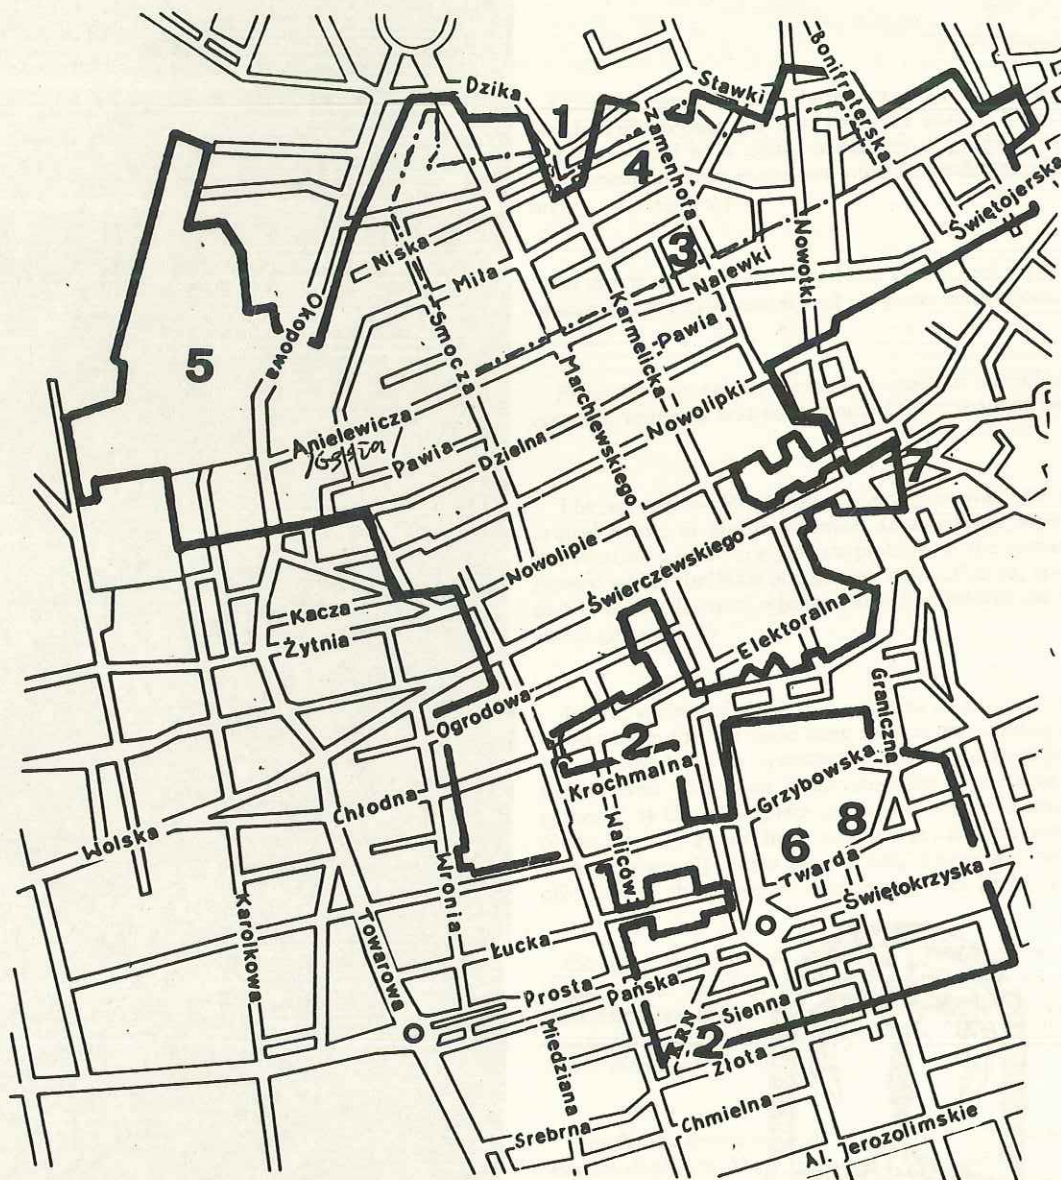 Dzika
1
Stawki
Bonifraterska
4
Zamenhofa
Świętojerska
3
Niska
Miła
Nalewki
Nowotki
Okopowa
Smocza
Karmelicka
Pawia
5
Marchlewskiego
Nowolipki
Anielewicza
Pawia
Dzielna
7
Nowolipie
Świerczewskiego
Kacza
Żytnia
Elektoralna
Ogrodowa
Graniczna
2
Krochmalna
Grzybowska
Chłodna
Waliców
8
Wolska
6
Twarda
Wronia
Świętokrzyska
Karolkowa
Towarowa
Łucka
Prosta
Pańska
Sienna
KRN
2
Miedziana
Złota
Srebrna
Chmielna
Al. Jerozolimskie